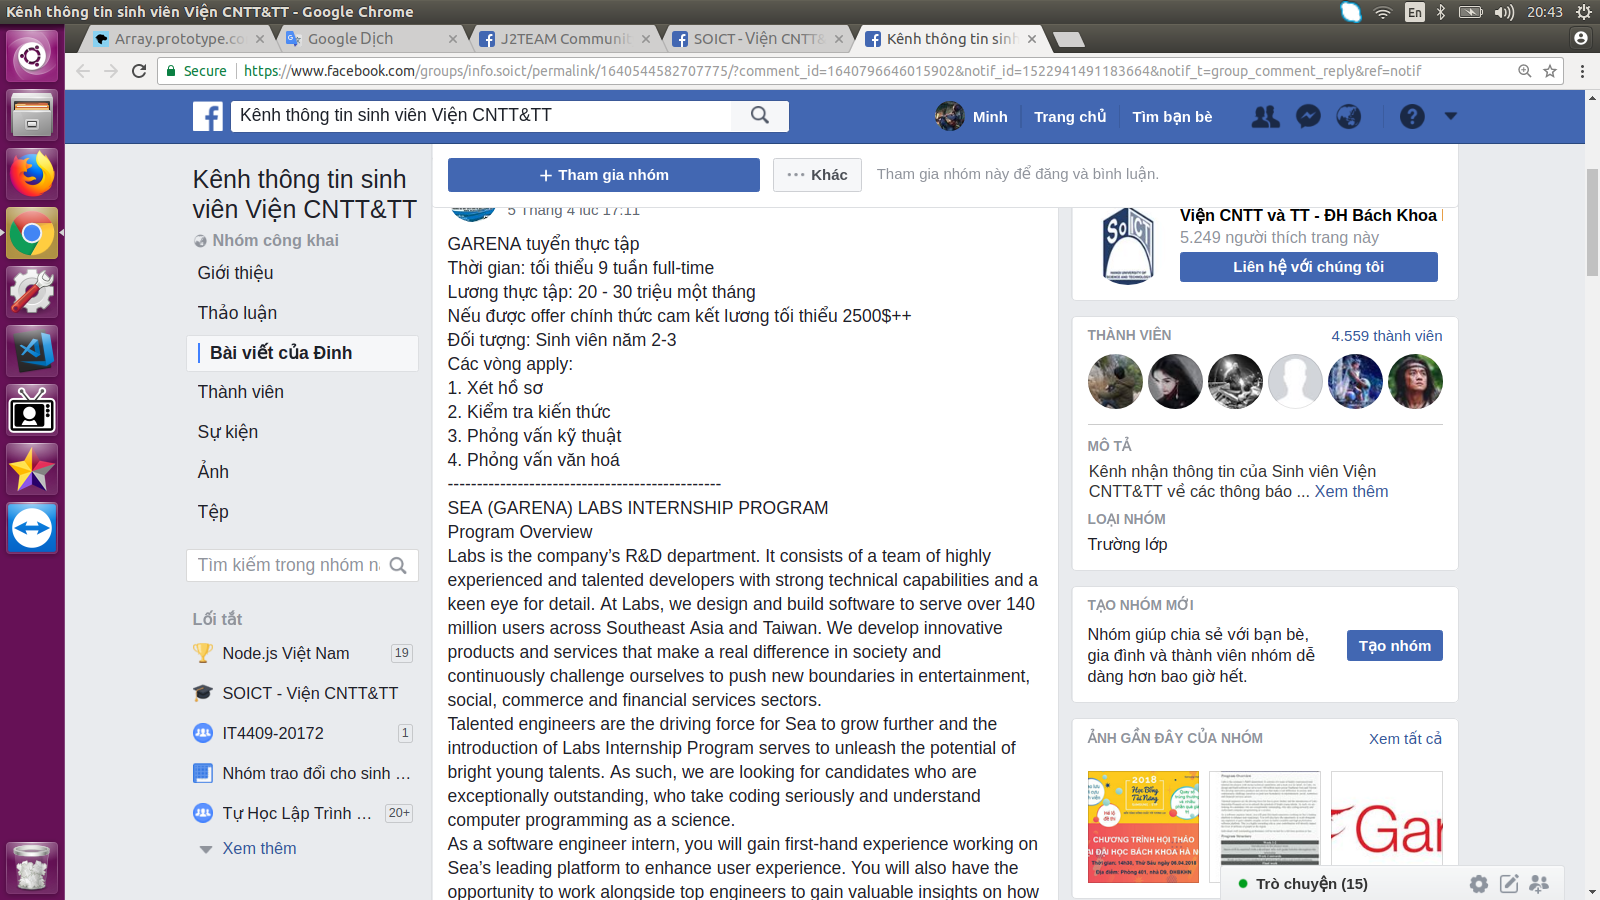 Kênh thông tin sinh viên Viện CNTT&TT - Google Chrome
En
20:43
Array.prototype.co
Google Dịch
J2TEAM Communit
SOICT - Viện CNTT&
Kênh thông tin sinh
Secure
https://www.facebook.com/groups/info.soict/permalink/1640544582707775/?comment_id=1640796646015902&notif_id=1522941491183664&notif_t=group_comment_reply&ref=notif
Kênh thông tin sinh viên Viện CNTT&TT
Minh
Trang chủ
Tìm bạn bè
Kênh thông tin sinh
viên Viện CNTT&TT
Nhóm công khai
Giới thiệu
Thảo luận
Bài viết của Đinh
Thành viên
Sự kiện
Ảnh
Tệp
Tìm kiếm trong nhóm nà
Lối tắt
Node.js Việt Nam
19
SOICT - Viện CNTT&TT
IT4409-20172
1
Nhóm trao đổi cho sinh ...
Tự Học Lập Trình ...
20+
Xem thêm
+ Tham gia nhóm
Khác
Tham gia nhóm này để đăng và bình luận.
5 Tháng 4 lúc 17:11
GARENA tuyển thực tập
Thời gian: tối thiểu 9 tuần full-time
Lương thực tập: 20 - 30 triệu một tháng
Nếu được offer chính thức cam kết lương tối thiểu 2500$++
Đối tượng: Sinh viên năm 2-3
Các vòng apply:
1. Xét hồ sơ
2. Kiểm tra kiến thức
3. Phỏng vấn kỹ thuật
4. Phỏng vấn văn hoá
-----------------------------------------------
SEA (GARENA) LABS INTERNSHIP PROGRAM
Program Overview
Labs is the company’s R&D department. It consists of a team of highly
experienced and talented developers with strong technical capabilities and a
keen eye for detail. At Labs, we design and build software to serve over 140
million users across Southeast Asia and Taiwan. We develop innovative
products and services that make a real difference in society and
continuously challenge ourselves to push new boundaries in entertainment,
social, commerce and financial services sectors.
Talented engineers are the driving force for Sea to grow further and the
introduction of Labs Internship Program serves to unleash the potential of
bright young talents. As such, we are looking for candidates who are
exceptionally outstanding, who take coding seriously and understand
computer programming as a science.
As a software engineer intern, you will gain first-hand experience working on
Sea’s leading platform to enhance user experience. You will also have the
opportunity to work alongside top engineers to gain valuable insights on how
SoICT
Viện CNTT và TT - ĐH Bách Khoa
5.249 người thích trang này
Liên hệ với chúng tôi
THÀNH VIÊN
4.559 thành viên
MÔ TẢ
Kênh nhận thông tin của Sinh viên Viện
CNTT&TT về các thông báo ... Xem thêm
LOẠI NHÓM
Trường lớp
TẠO NHÓM MỚI
Nhóm giúp chia sẻ với bạn bè,
gia đình và thành viên nhóm dễ
dàng hơn bao giờ hết.
Tạo nhóm
ẢNH GẦN ĐÂY CỦA NHÓM
Xem tất cả
2018
Học Bổng
Tài Năng
CHƯƠNG TRÌNH HỘI THẢO
ẠI ĐẠI HỌC BÁCH KHOA HÀ N
Thời gian: 14h30, Thứ Sáu ngày 06.04.2018
Địa điểm: Phòng 401, nhà D9, ĐHBKHN
Gar
Trò chuyện (15)